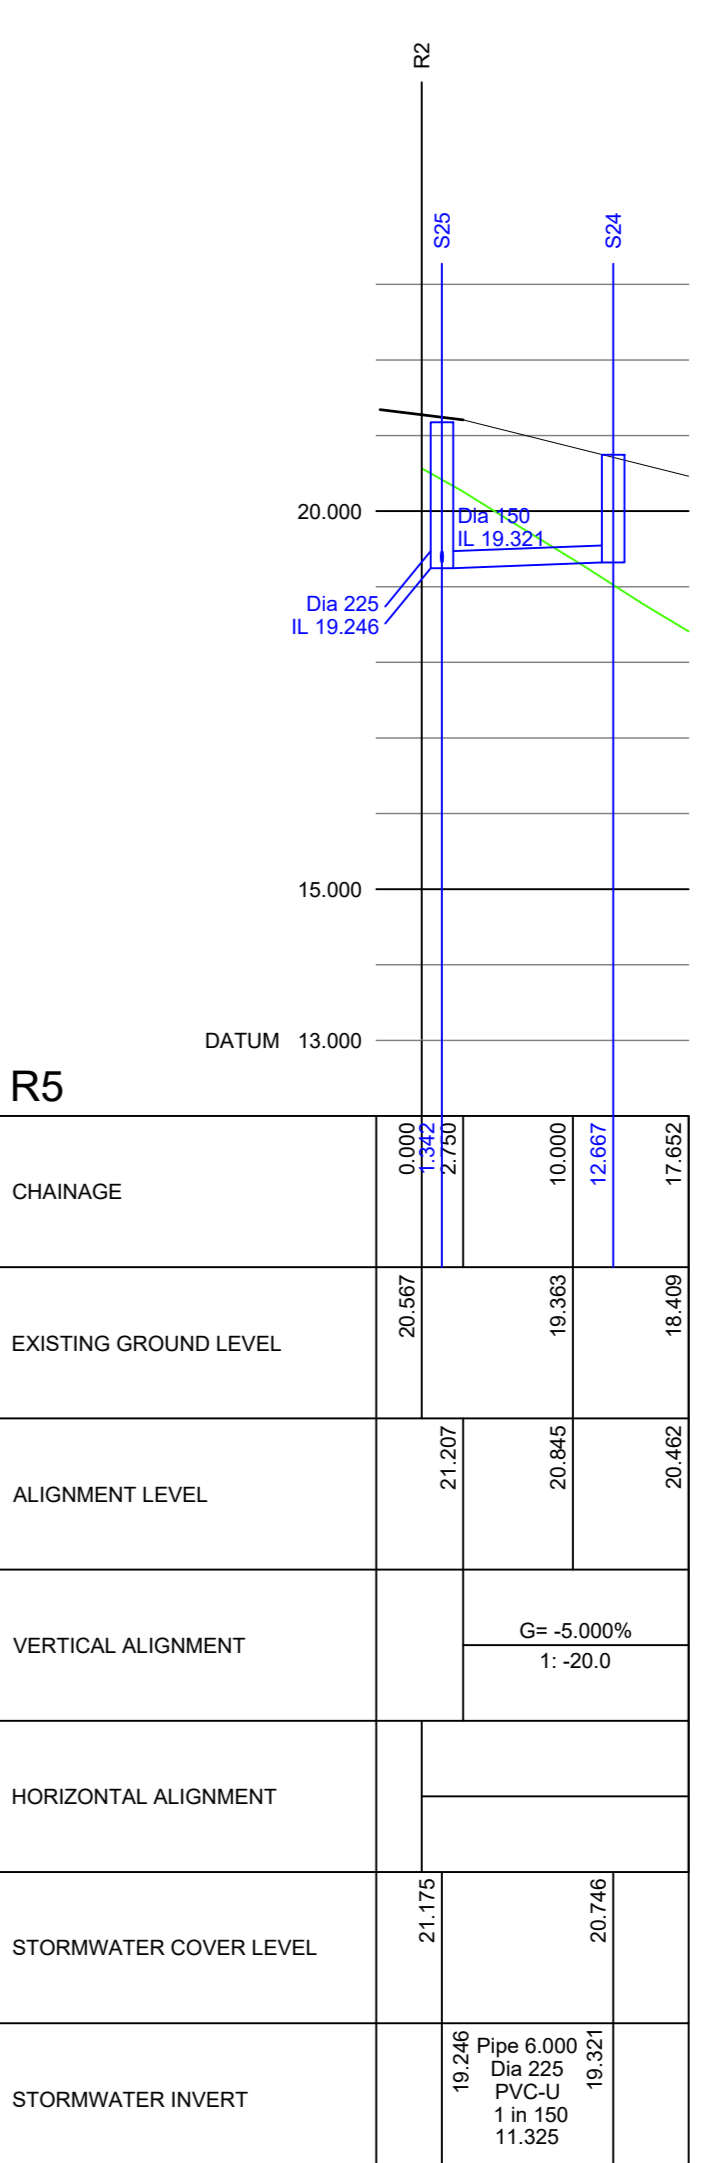 R2
S25
S24
20.000
Dia 150
IL 19.321
Dia 225
IL 19.246
15.000
DATUM 13.000
R5
CHAINAGE
0.000
1.342
2.750
10.000
12.667
17.652
EXISTING GROUND LEVEL
20.567
19.363
18.409
ALIGNMENT LEVEL
21.207
20.845
20.462
VERTICAL ALIGNMENT
G= -5.000%
1: -20.0
HORIZONTAL ALIGNMENT
STORMWATER COVER LEVEL
21.175
20.746
STORMWATER INVERT
19.246
Pipe 6.000
Dia 225
PVC-U
1 in 150
11.325
19.321